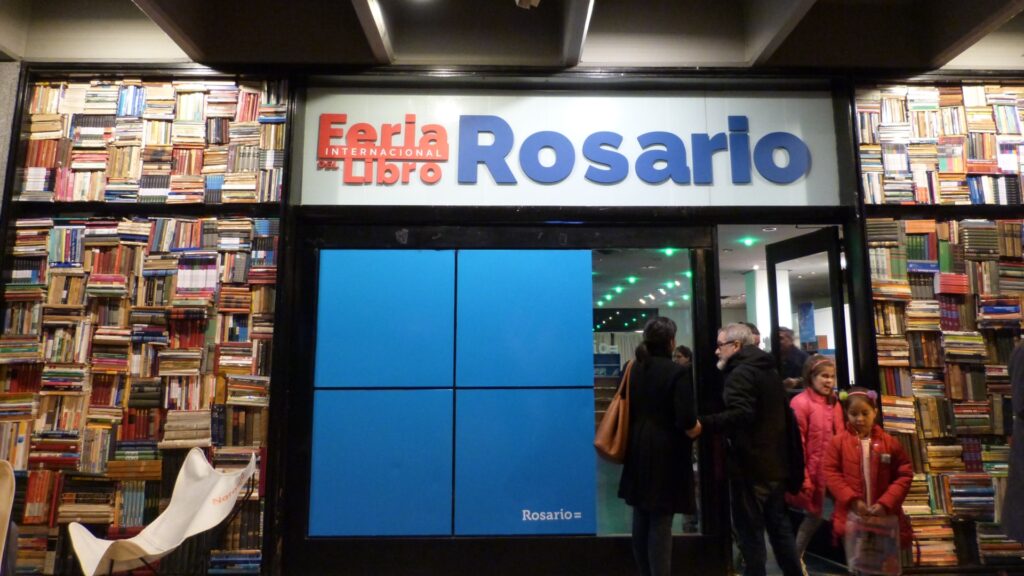 Feria
INTERNACIONAL
DEL Libro
Rosario
Rosario=